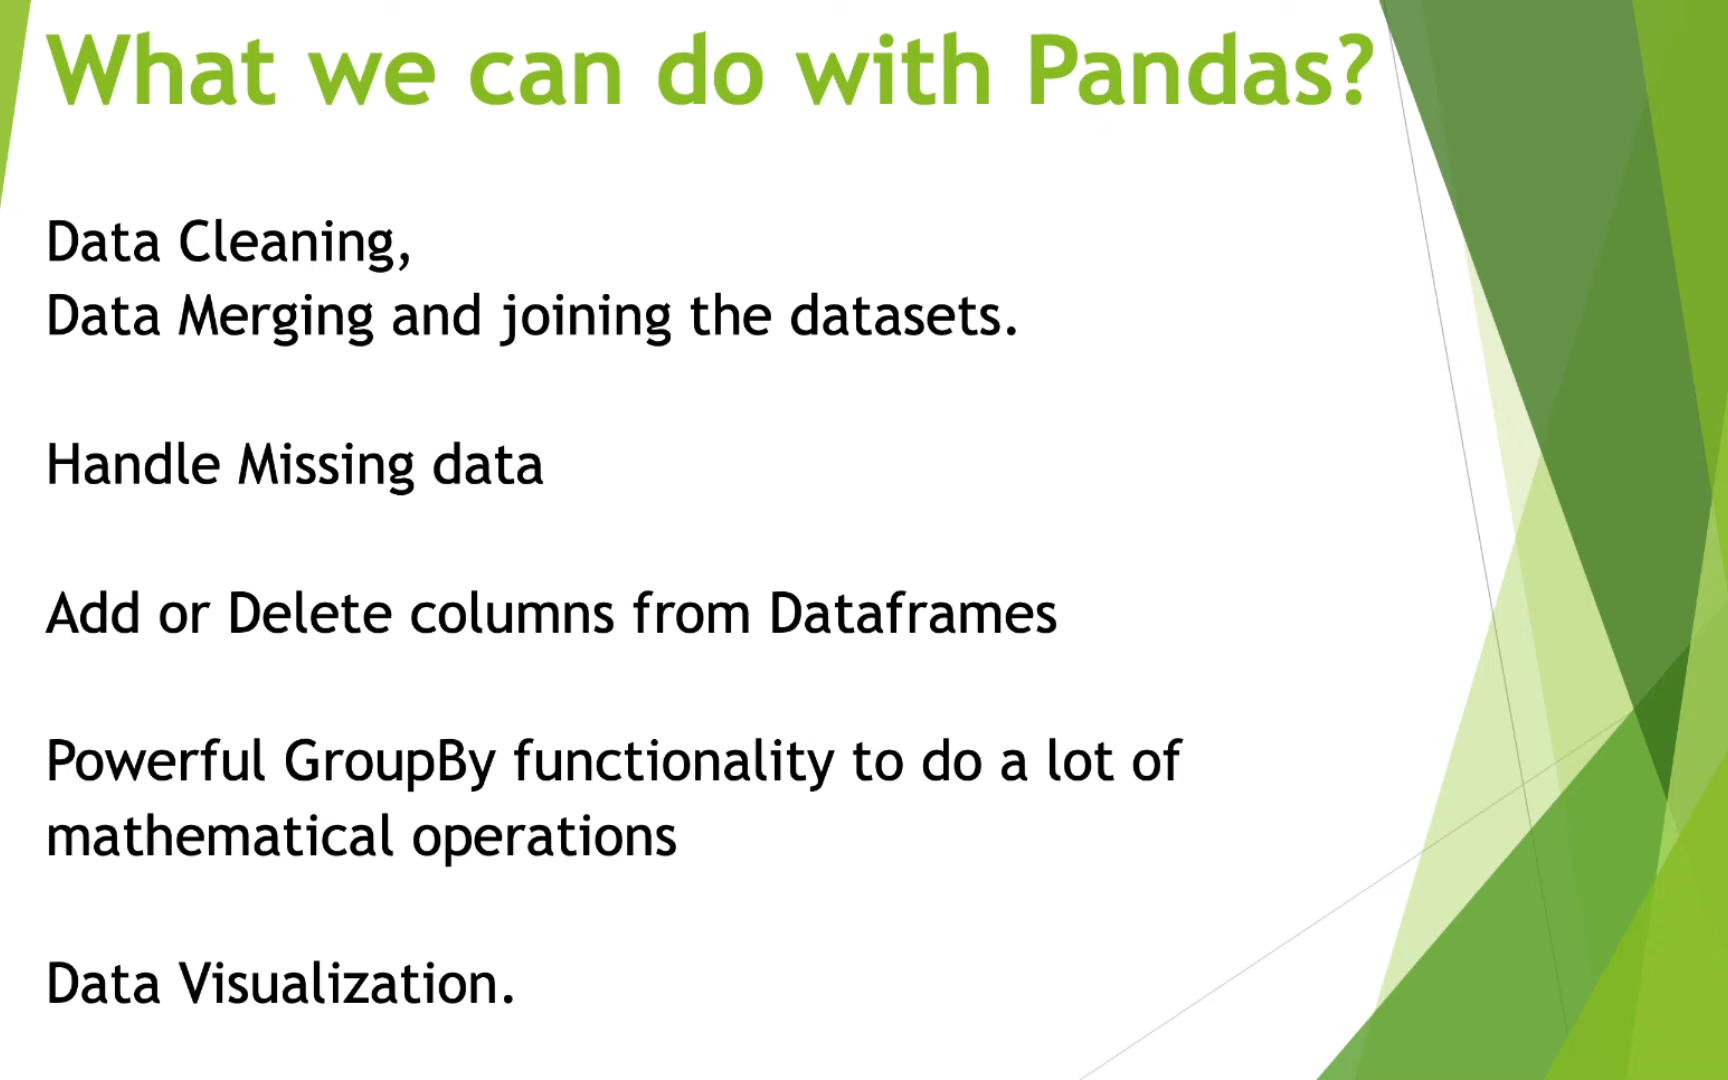 What we can do with Pandas?
Data Cleaning,
Data Merging and joining the datasets.
Handle Missing data
Add or Delete columns from Dataframes
Powerful GroupBy functionality to do a lot of
mathematical operations
Data Visualization.